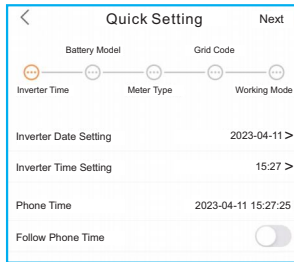 Quick Setting Next
Battery Model Grid Code
Inverter Time Meter Type Working Mode
Inverter Date Setting 2023-04-11 >
Inverter Time Setting 15:27 >
Phone Time 2023-04-11 15:27:25
Follow Phone Time